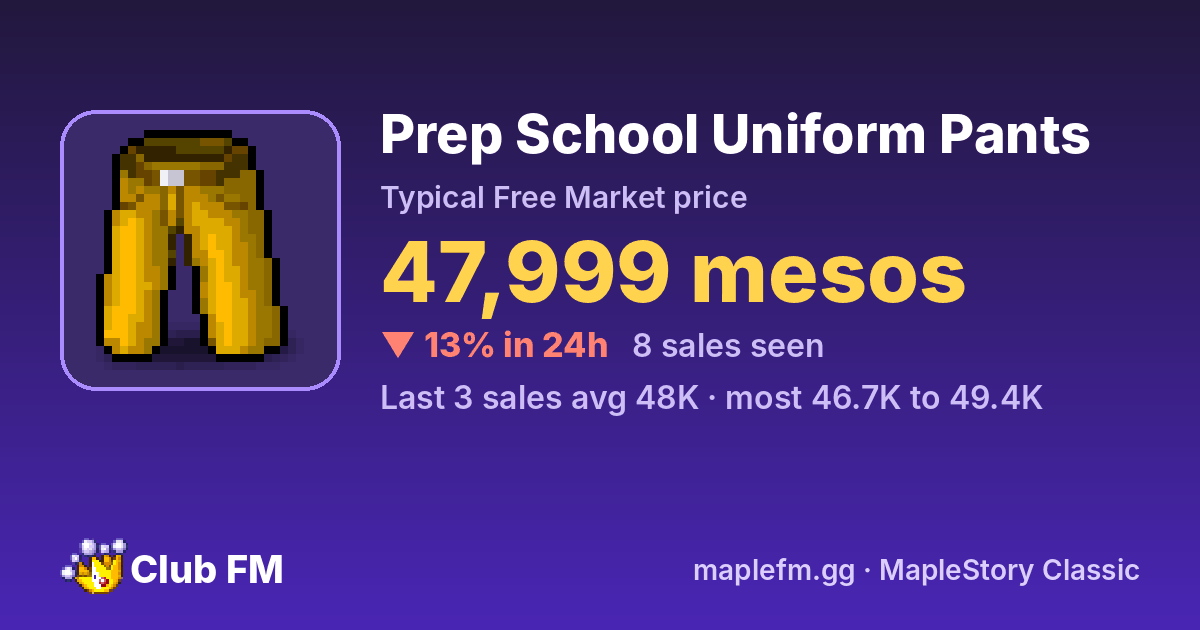 Prep School Uniform Pants
Typical Free Market price
47,999 mesos
▼ 13% in 24h 8 sales seen
Last 3 sales avg 48K · most 46.7K to 49.4K
Club FM
maplefm.gg · MapleStory Classic